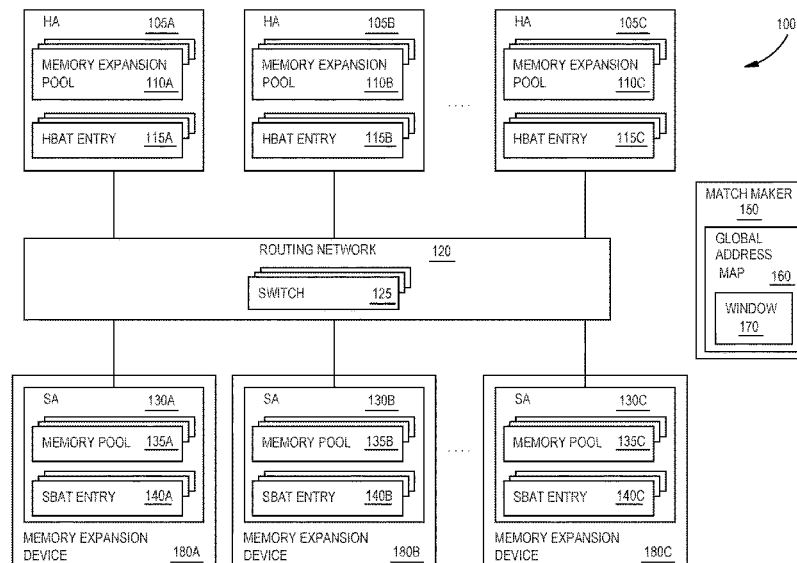 100
HA 105A
MEMORY EXPANSION
POOL 110A
HBAT ENTRY 115A
HA 105B
MEMORY EXPANSION
POOL 110B
HBAT ENTRY 115B
....
HA 105C
MEMORY EXPANSION
POOL 110C
HBAT ENTRY 115C
ROUTING NETWORK 120
SWITCH 125
MATCH MAKER
150
GLOBAL
ADDRESS
MAP 160
WINDOW
170
SA 130A
MEMORY POOL 135A
SBAT ENTRY 140A
MEMORY EXPANSION
DEVICE 180A
SA 130B
MEMORY POOL 135B
SBAT ENTRY 140B
MEMORY EXPANSION
DEVICE 180B
....
SA 130C
MEMORY POOL 135C
SBAT ENTRY 140C
MEMORY EXPANSION
DEVICE 180C